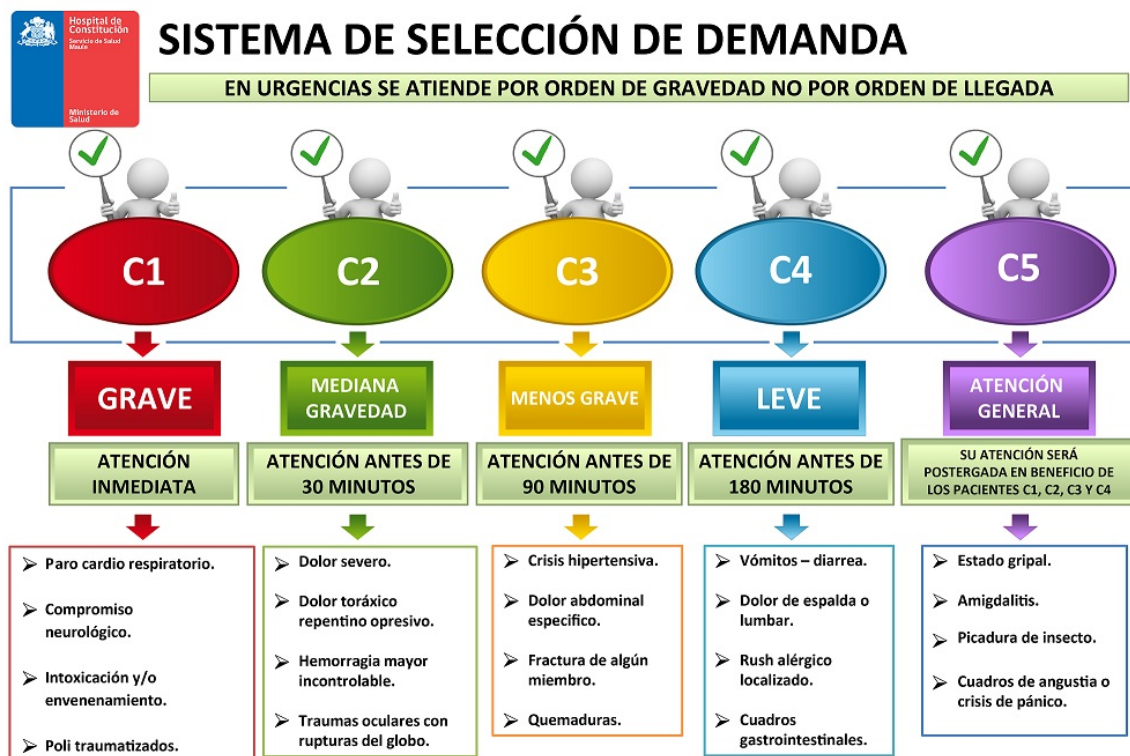 Hospital de
Constitución
Servicio de Salud
Maule
Ministerio de
Salud
SISTEMA DE SELECCIÓN DE DEMANDA
EN URGENCIAS SE ATIENDE POR ORDEN DE GRAVEDAD NO POR ORDEN DE LLEGADA
C1
GRAVE
ATENCIÓN
INMEDIATA
Paro cardio respiratorio.
Compromiso
neurológico.
Intoxicación y/o
envenenamiento.
Poli traumatizados.
C2
MEDIANA
GRAVEDAD
ATENCIÓN ANTES DE
30 MINUTOS
Dolor severo.
Dolor toráxico
repentino opresivo.
Hemorragia mayor
incontrolable.
Traumas oculares con
rupturas del globo.
C3
MENOS GRAVE
ATENCIÓN ANTES DE
90 MINUTOS
Crisis hipertensiva.
Dolor abdominal
especifico.
Fractura de algún
miembro.
Quemaduras.
C4
LEVE
ATENCIÓN ANTES DE
180 MINUTOS
Vómitos – diarrea.
Dolor de espalda o
lumbar.
Rush alérgico
localizado.
Cuadros
gastrointestinales.
C5
ATENCIÓN
GENERAL
SU ATENCIÓN SERÁ
POSTERGADA EN BENEFICIO DE
LOS PACIENTES C1, C2, C3 Y C4
Estado gripal.
Amigdalitis.
Picadura de insecto.
Cuadros de angustia o
crisis de pánico.